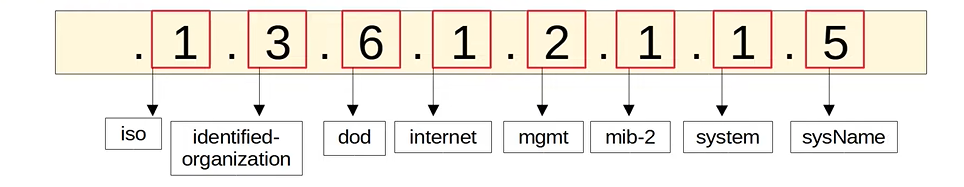 .1.3.6.1.2.1.1.5
iso
identified-
organization
dod
internet
mgmt
mib-2
system
sysName